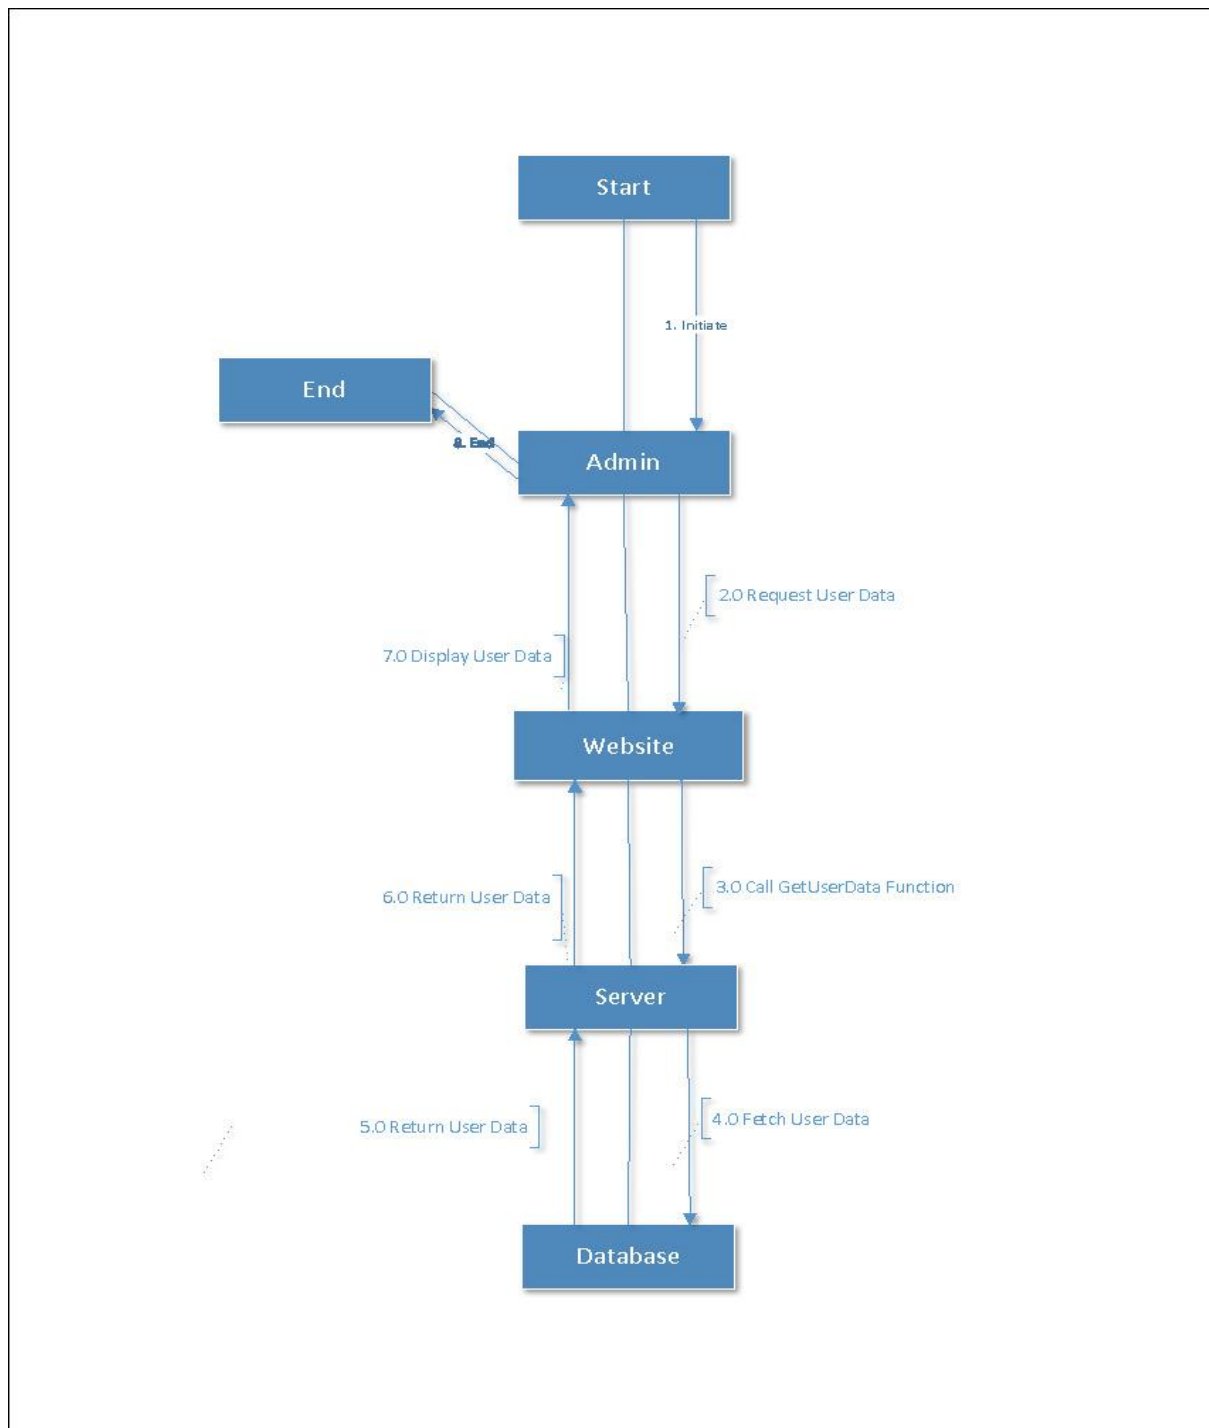 Start
1. Initiate
End
8. End
Admin
2.0 Request User Data
7.0 Display User Data
Website
3.0 Call GetUserData Function
6.0 Return User Data
Server
4.0 Fetch User Data
5.0 Return User Data
Database